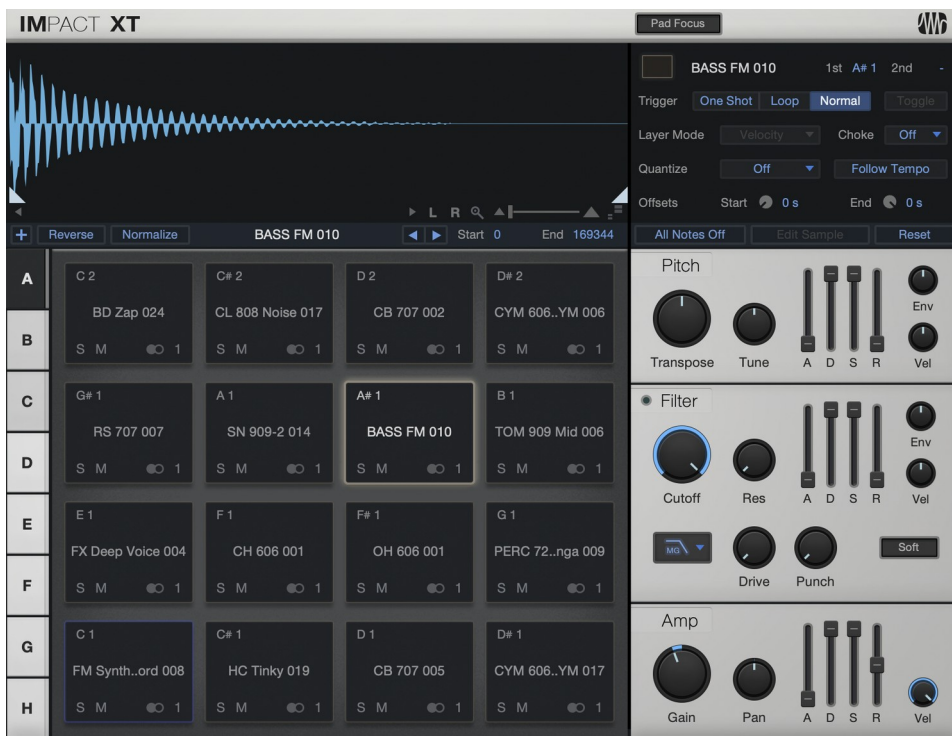 IMPACT XT
Pad Focus
BASS FM 010 1st A# 1 2nd -
Trigger One Shot Loop Normal Toggle
Layer Mode Velocity Choke Off
Quantize Off Follow Tempo
Offsets Start 0 s End 0 s
L R
+ Reverse Normalize BASS FM 010 Start 0 End 169344
All Notes Off Edit Sample Reset
A
B
C
D
E
F
G
H
C 2 C# 2 D 2 D# 2
BD Zap 024 CL 808 Noise 017 CB 707 002 CYM 606..YM 006
S M 1 S M 1 S M 1 S M 1
G# 1 A 1 A# 1 B 1
RS 707 007 SN 909-2 014 BASS FM 010 TOM 909 Mid 006
S M 1 S M 1 S M 1 S M 1
E 1 F 1 F# 1 G 1
FX Deep Voice 004 CH 606 001 OH 606 001 PERC 72..nga 009
S M 1 S M 1 S M 1 S M 1
C 1 C# 1 D 1 D# 1
FM Synth..ord 008 HC Tinky 019 CB 707 005 CYM 606..YM 017
S M 1 S M 1 S M 1 S M 1
Pitch
Env
Transpose Tune A D S R Vel
Filter
Env
Cutoff Res A D S R Vel
MG Soft
Drive Punch
Amp
Gain Pan A D S R Vel